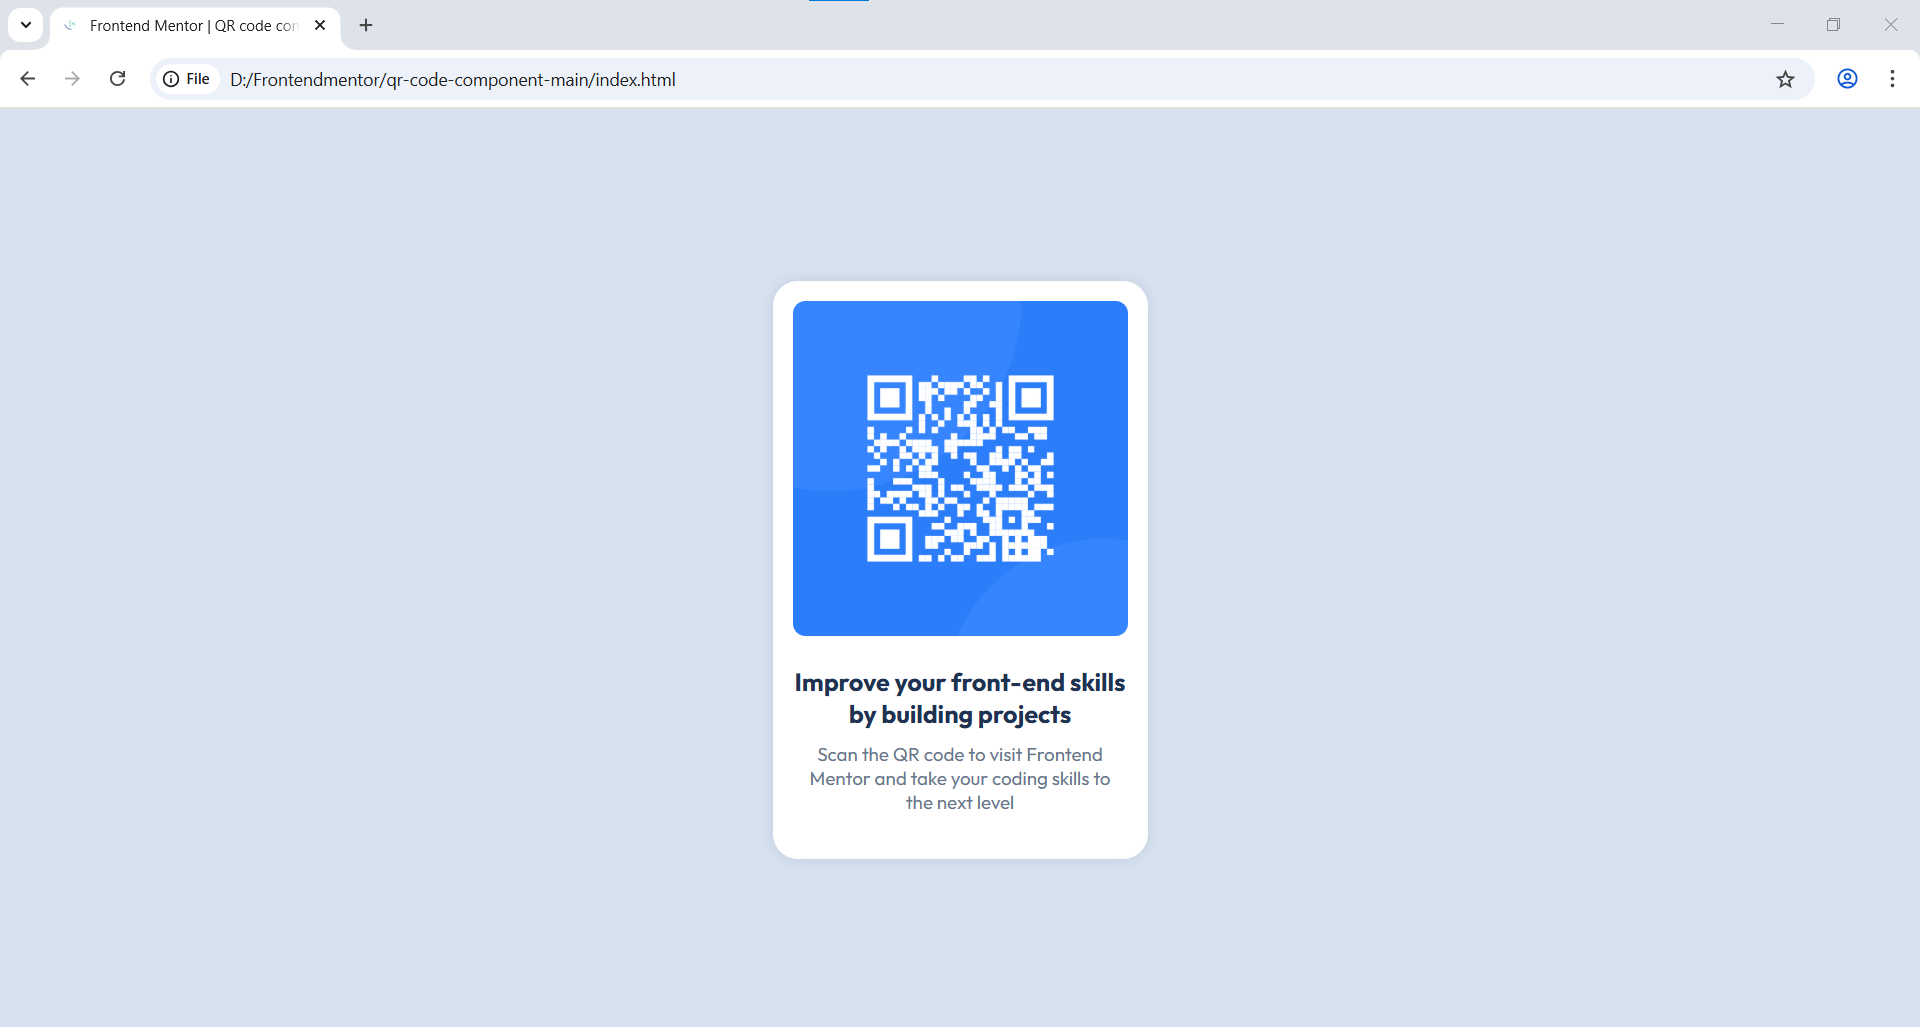 Frontend Mentor | QR code con
File
D:/Frontendmentor/qr-code-component-main/index.html
Improve your front-end skills
by building projects
Scan the QR code to visit Frontend
Mentor and take your coding skills to
the next level